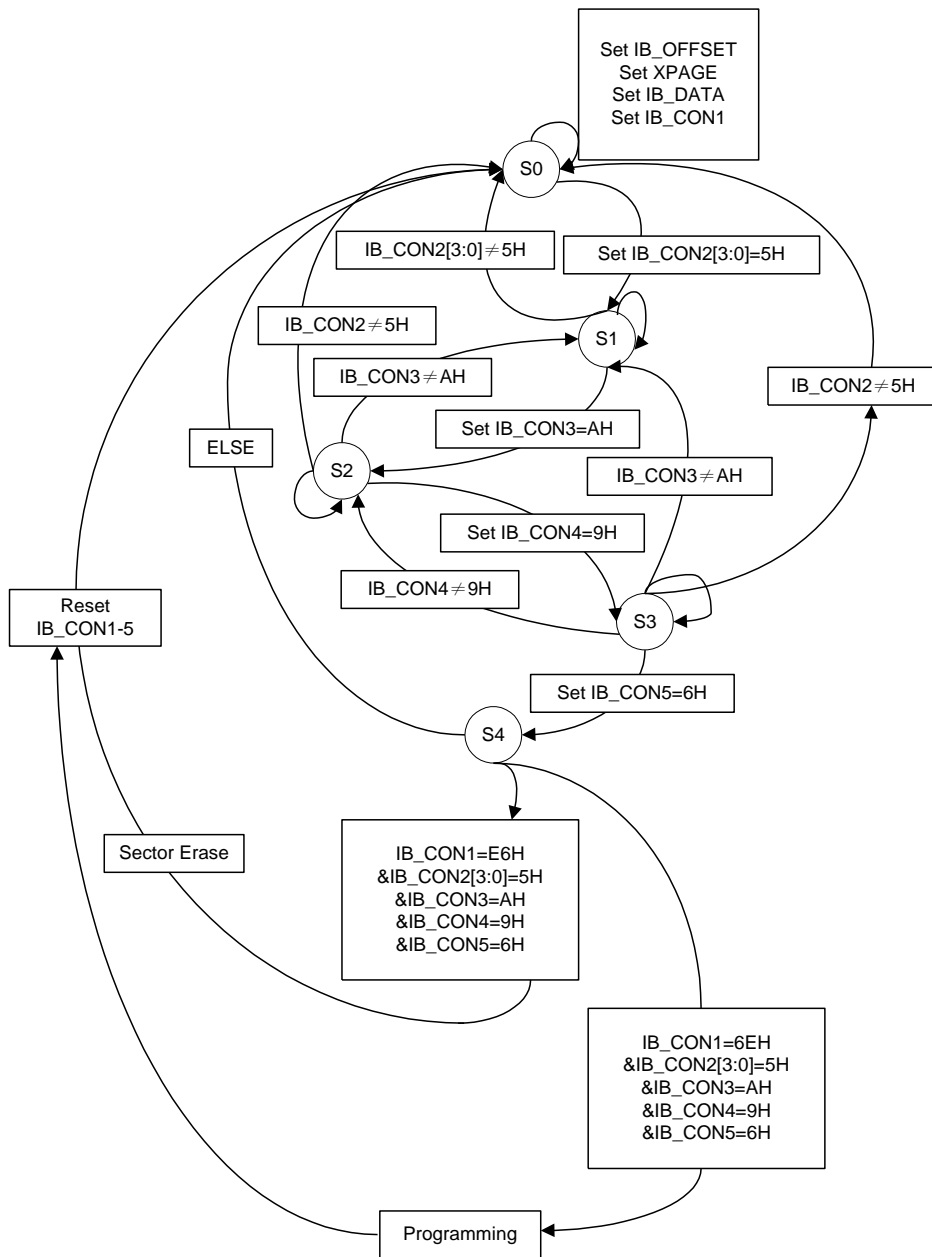 Set IB_OFFSET
Set XPAGE
Set IB_DATA
Set IB_CON1
S0
IB_CON2[3:0]≠5H
Set IB_CON2[3:0]=5H
IB_CON2≠5H
S1
IB_CON3≠AH
IB_CON2≠5H
Set IB_CON3=AH
ELSE
S2
IB_CON3≠AH
Set IB_CON4=9H
IB_CON4≠9H
Reset
IB_CON1-5
S3
Set IB_CON5=6H
S4
Sector Erase
IB_CON1=E6H
&IB_CON2[3:0]=5H
&IB_CON3=AH
&IB_CON4=9H
&IB_CON5=6H
IB_CON1=6EH
&IB_CON2[3:0]=5H
&IB_CON3=AH
&IB_CON4=9H
&IB_CON5=6H
Programming